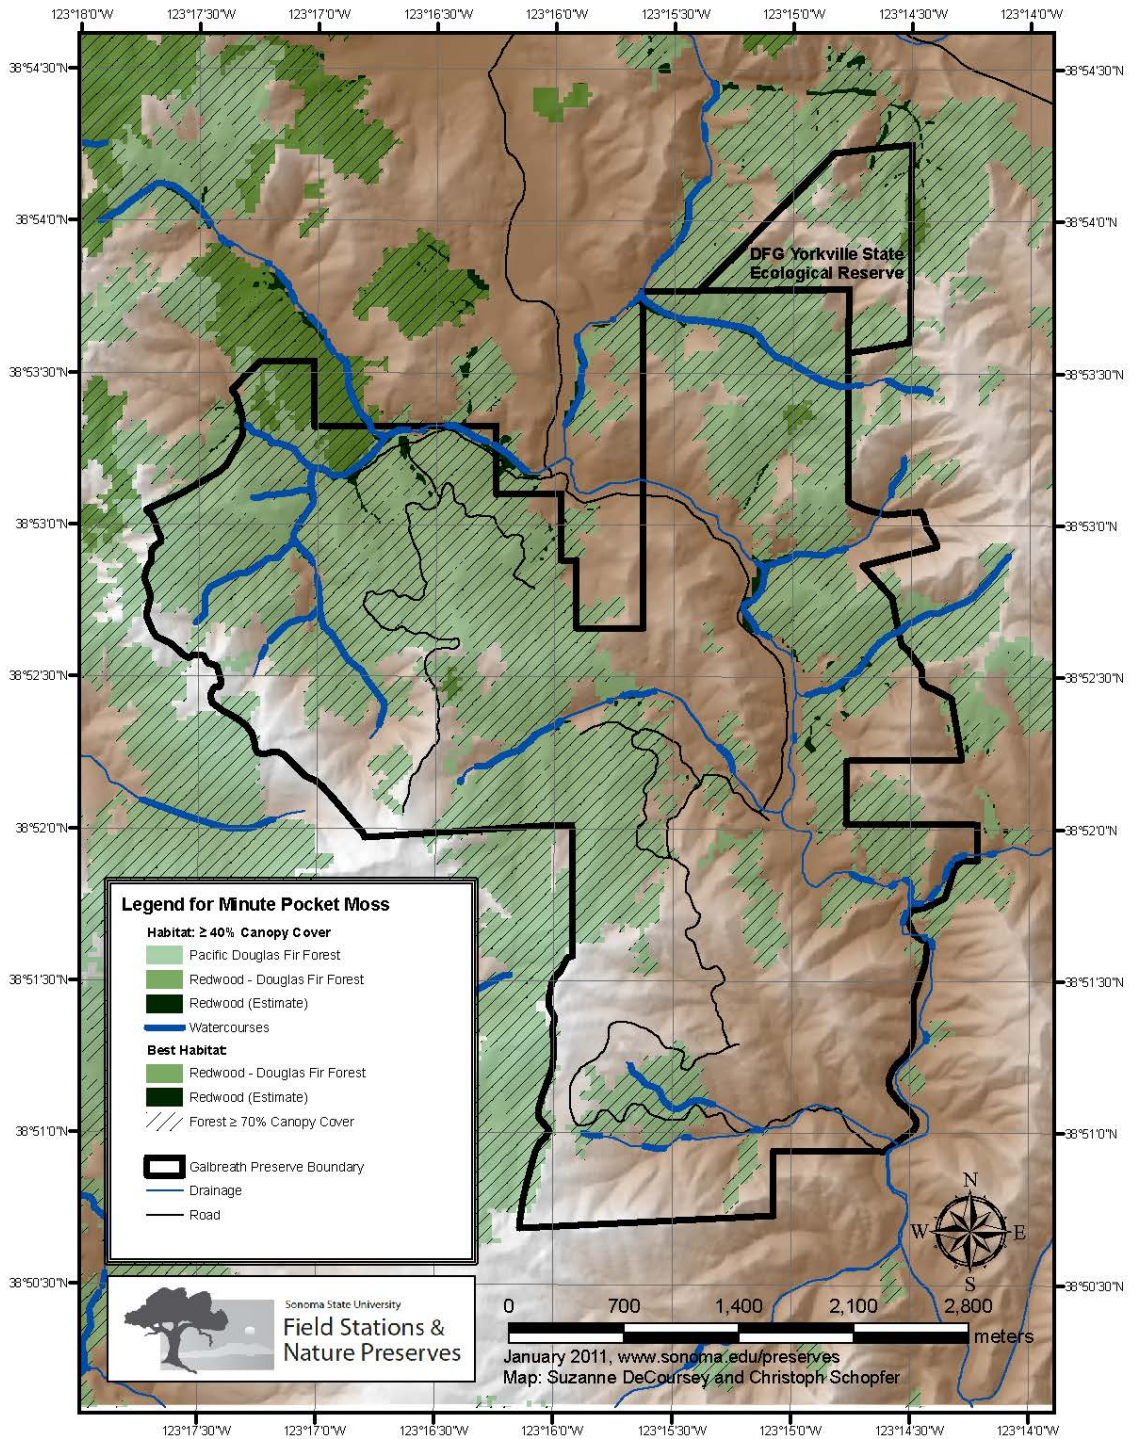 123°18'0"W 123°17'30"W 123°17'0"W 123°16'30"W 123°16'0"W 123°15'30"W 123°15'0"W 123°14'30"W 123°14'0"W
38°54'30"N 38°54'30"N
38°54'0"N 38°54'0"N
DFG Yorkville State
Ecological Reserve
38°53'30"N 38°53'30"N
38°53'0"N 38°53'0"N
38°52'30"N 38°52'30"N
38°52'0"N 38°52'0"N
Legend for Minute Pocket Moss
Habitat: ≥ 40% Canopy Cover
Pacific Douglas Fir Forest
Redwood - Douglas Fir Forest
Redwood (Estimate)
Watercourses
Best Habitat:
Redwood - Douglas Fir Forest
Redwood (Estimate)
Forest ≥ 70% Canopy Cover
Galbreath Preserve Boundary
Drainage
Road
38°51'30"N 38°51'30"N
38°51'0"N 38°51'0"N
N
W E
S
38°50'30"N 38°50'30"N
Sonoma State University
Field Stations &
Nature Preserves
0 700 1,400 2,100 2,800
meters
January 2011, www.sonoma.edu/preserves
Map: Suzanne DeCoursey and Christoph Schopfer
123°17'30"W 123°17'0"W 123°16'30"W 123°16'0"W 123°15'30"W 123°15'0"W 123°14'30"W 123°14'0"W